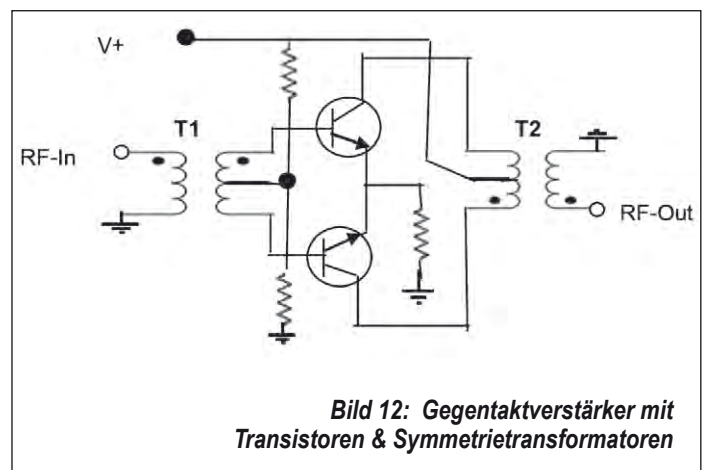 V+
T1
T2
RF-In
RF-Out
Bild 12: Gegentaktverstärker mit
Transistoren & Symmetrietransformatoren